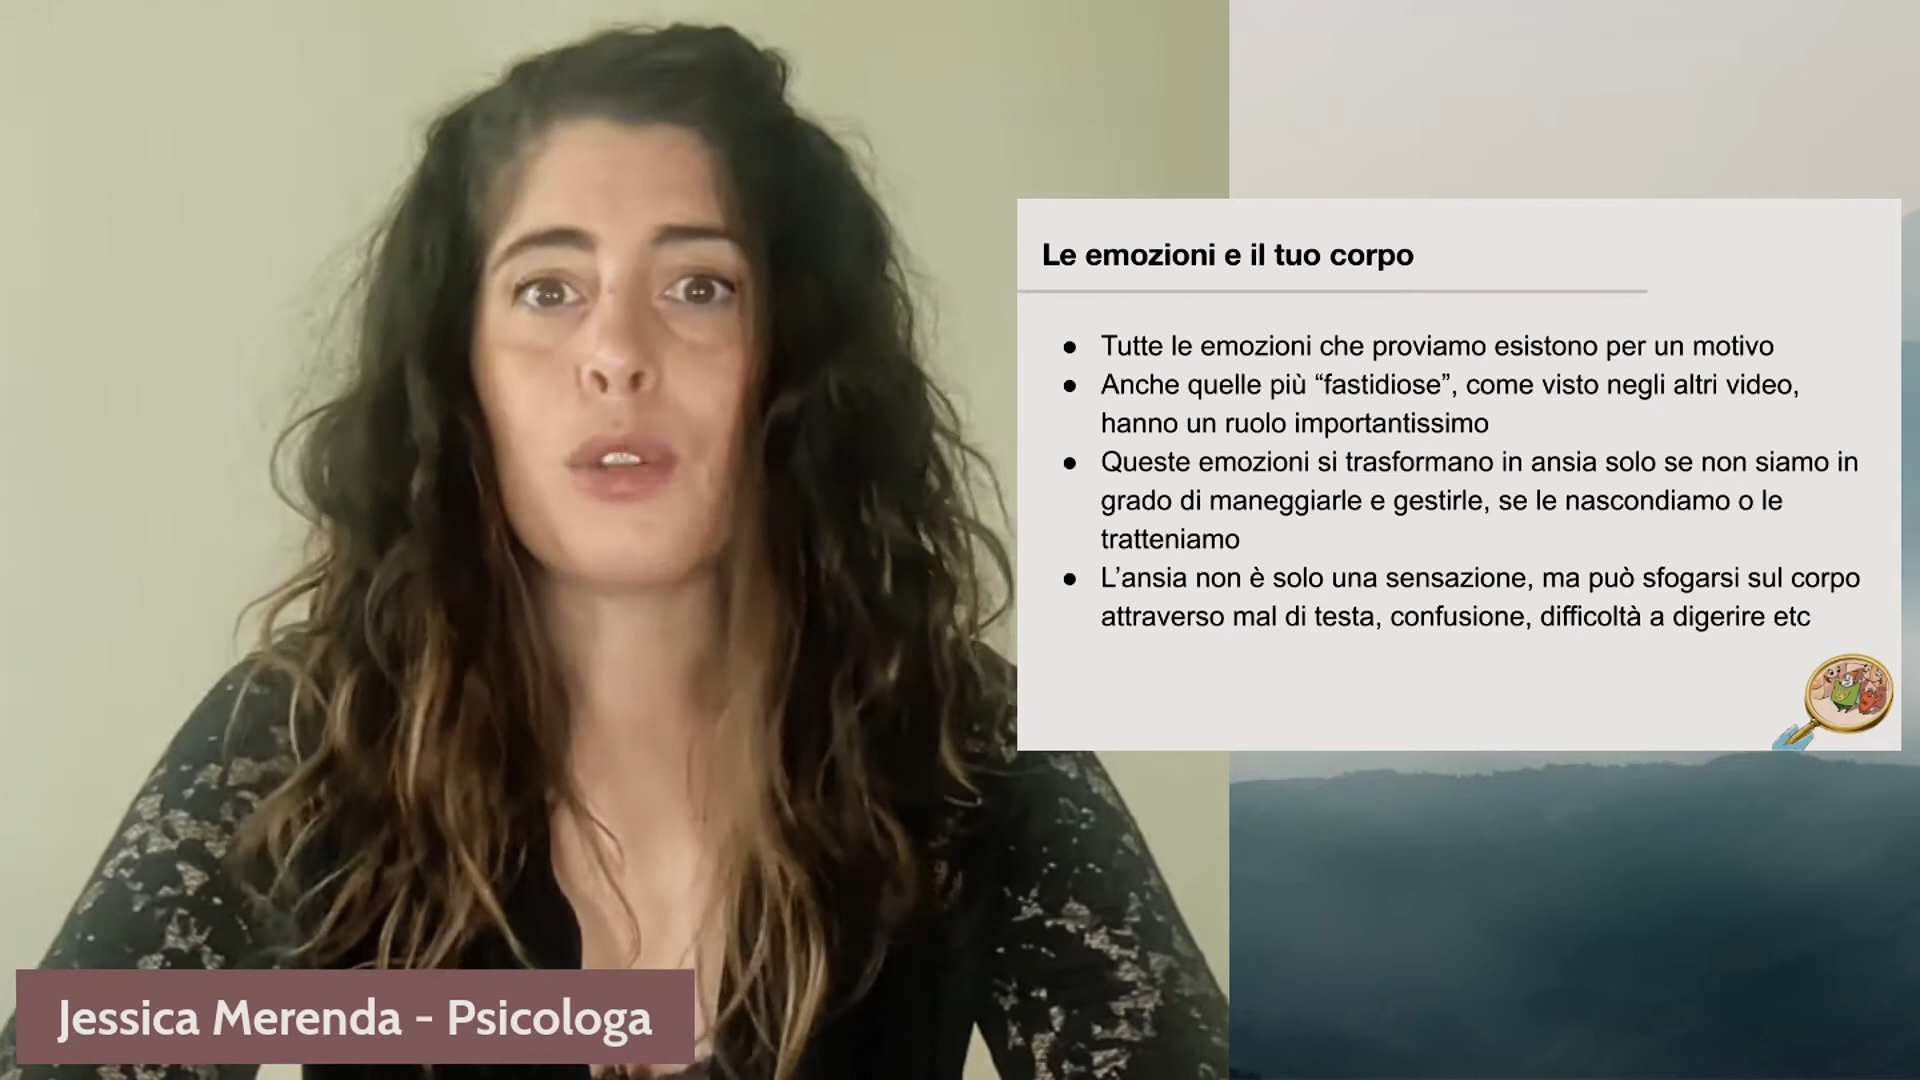 Le emozioni e il tuo corpo
● Tutte le emozioni che proviamo esistono per un motivo
● Anche quelle più “fastidiose”, come visto negli altri video,
hanno un ruolo importantissimo
● Queste emozioni si trasformano in ansia solo se non siamo in
grado di maneggiarle e gestirle, se le nascondiamo o le
tratteniamo
● L’ansia non è solo una sensazione, ma può sfogarsi sul corpo
attraverso mal di testa, confusione, difficoltà a digerire etc
Jessica Merenda - Psicologa